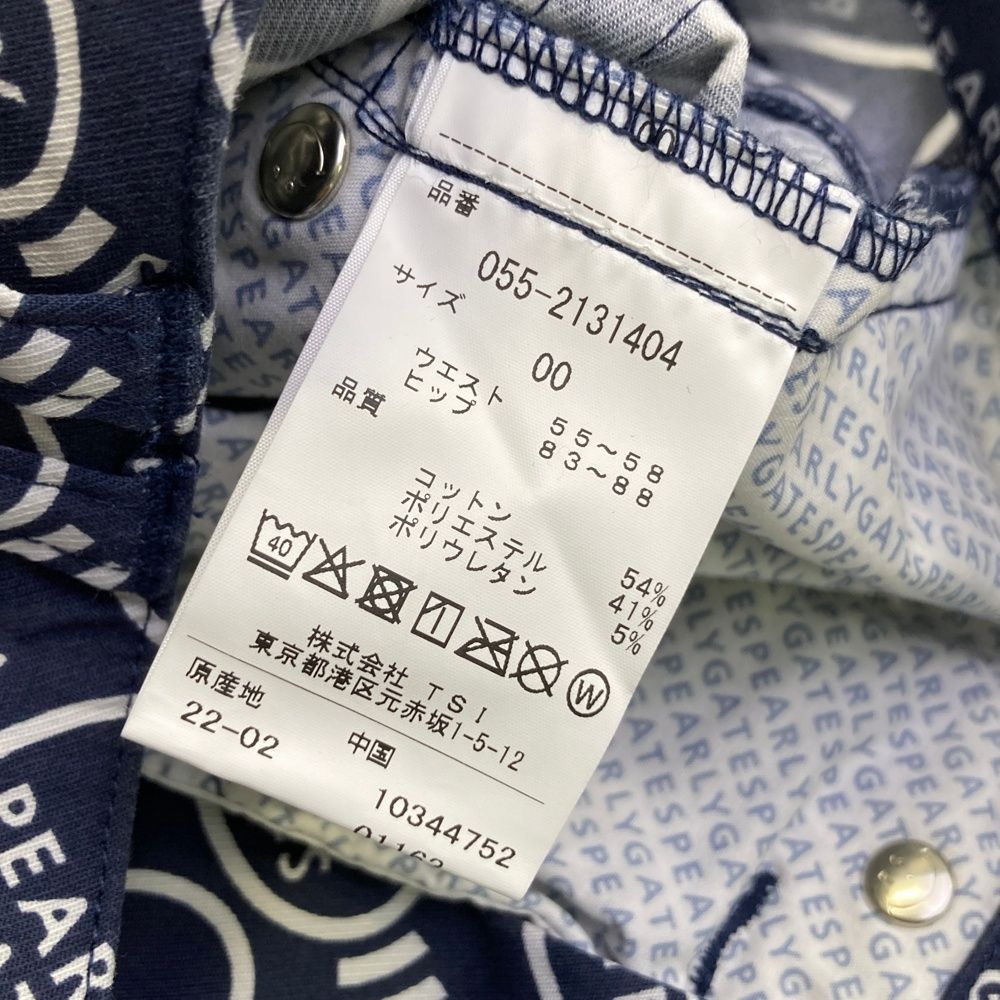 品番
055-2131404
サイズ
00
ウエスト 55～58
ヒップ 83～88
品質
コットン 54%
ポリエステル 41%
ポリウレタン 5%
40
W
株式会社 TSI
東京都港区元赤坂1-5-12
原産地 中国
22-02
10344752
PEARLYGATES